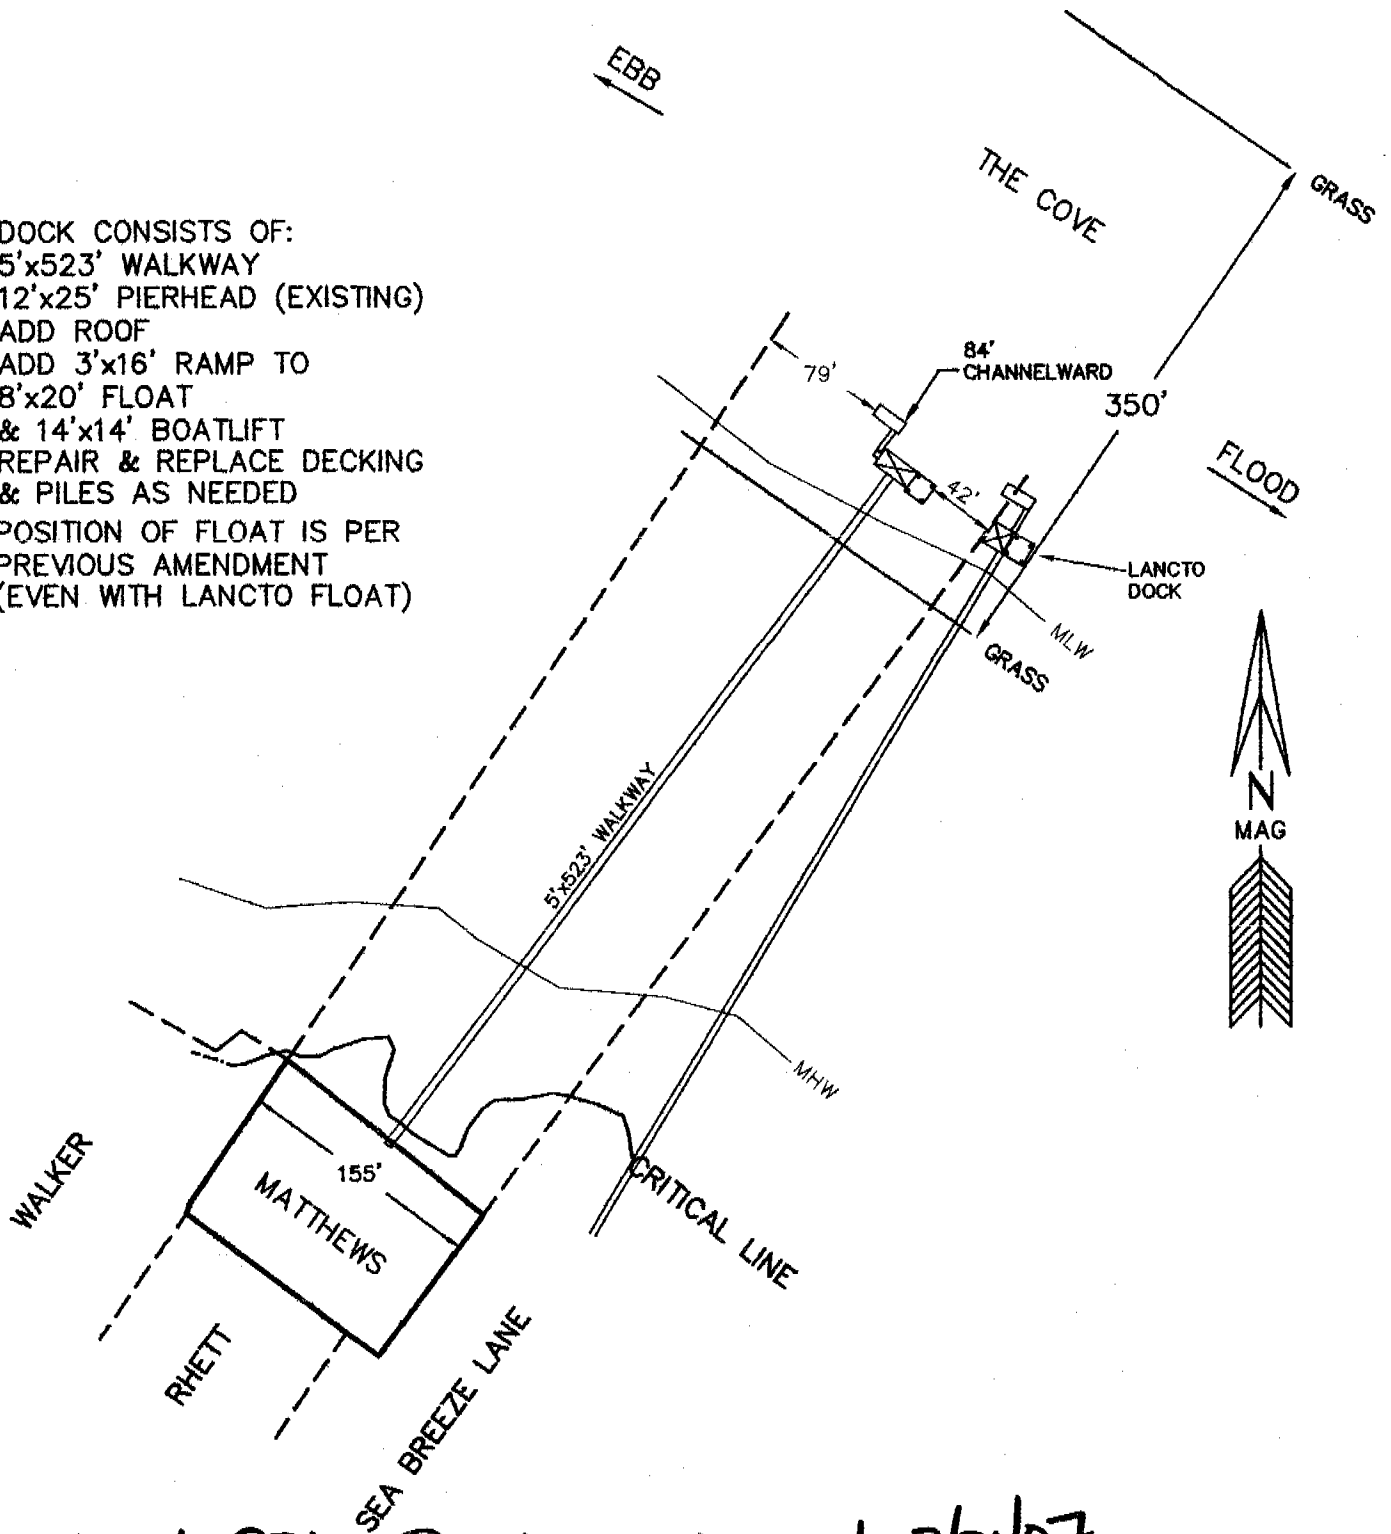 EBB
THE COVE
GRASS
DOCK CONSISTS OF:
5'x523' WALKWAY
12'x25' PIERHEAD (EXISTING)
ADD ROOF
ADD 3'x16' RAMP TO
8'x20' FLOAT
& 14'x14' BOATLIFT
REPAIR & REPLACE DECKING
& PILES AS NEEDED
POSITION OF FLOAT IS PER
PREVIOUS AMENDMENT
(EVEN WITH LANCTO FLOAT)
79'
84'
CHANNELWARD
350'
FLOOD
42'
LANCTO
DOCK
MLW
GRASS
N
MAG
5'x523' WALKWAY
MHW
CRITICAL LINE
WALKER
155'
MATTHEWS
RHETT
SEA BREEZE LANE